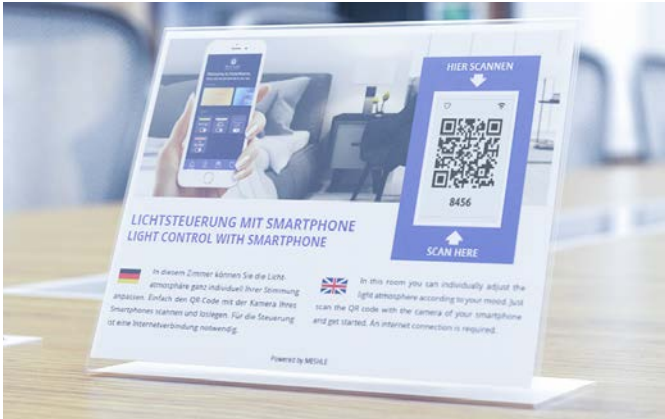 HIER SCANNEN
8456
SCAN HERE
LICHTSTEUERUNG MIT SMARTPHONE
LIGHT CONTROL WITH SMARTPHONE
In diesem Zimmer können Sie die Licht-
atmosphäre ganz individuell Ihrer Stimmung
anpassen. Einfach den QR-Code mit der Kamera Ihres
Smartphones scannen und loslegen. Für die Steuerung
ist eine Internetverbindung notwendig.
In this room you can individually adjust the
light atmosphere according to your mood. Just
scan the QR code with the camera of your smartphone
and get started. An internet connection is required.
Powered by MESHLE